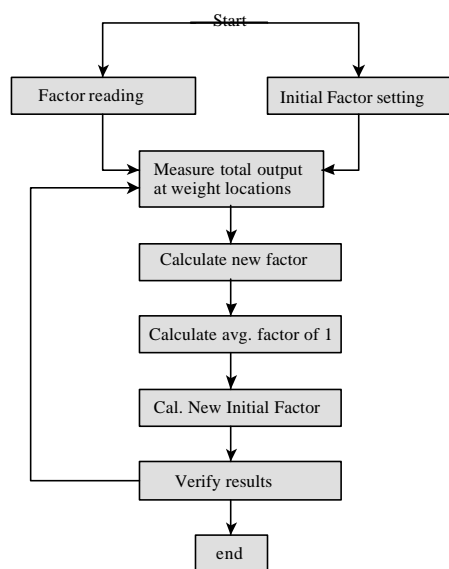 Start
Factor reading
Initial Factor setting
Measure total output
at weight locations
Calculate new factor
Calculate avg. factor of 1
Cal. New Initial Factor
Verify results
end